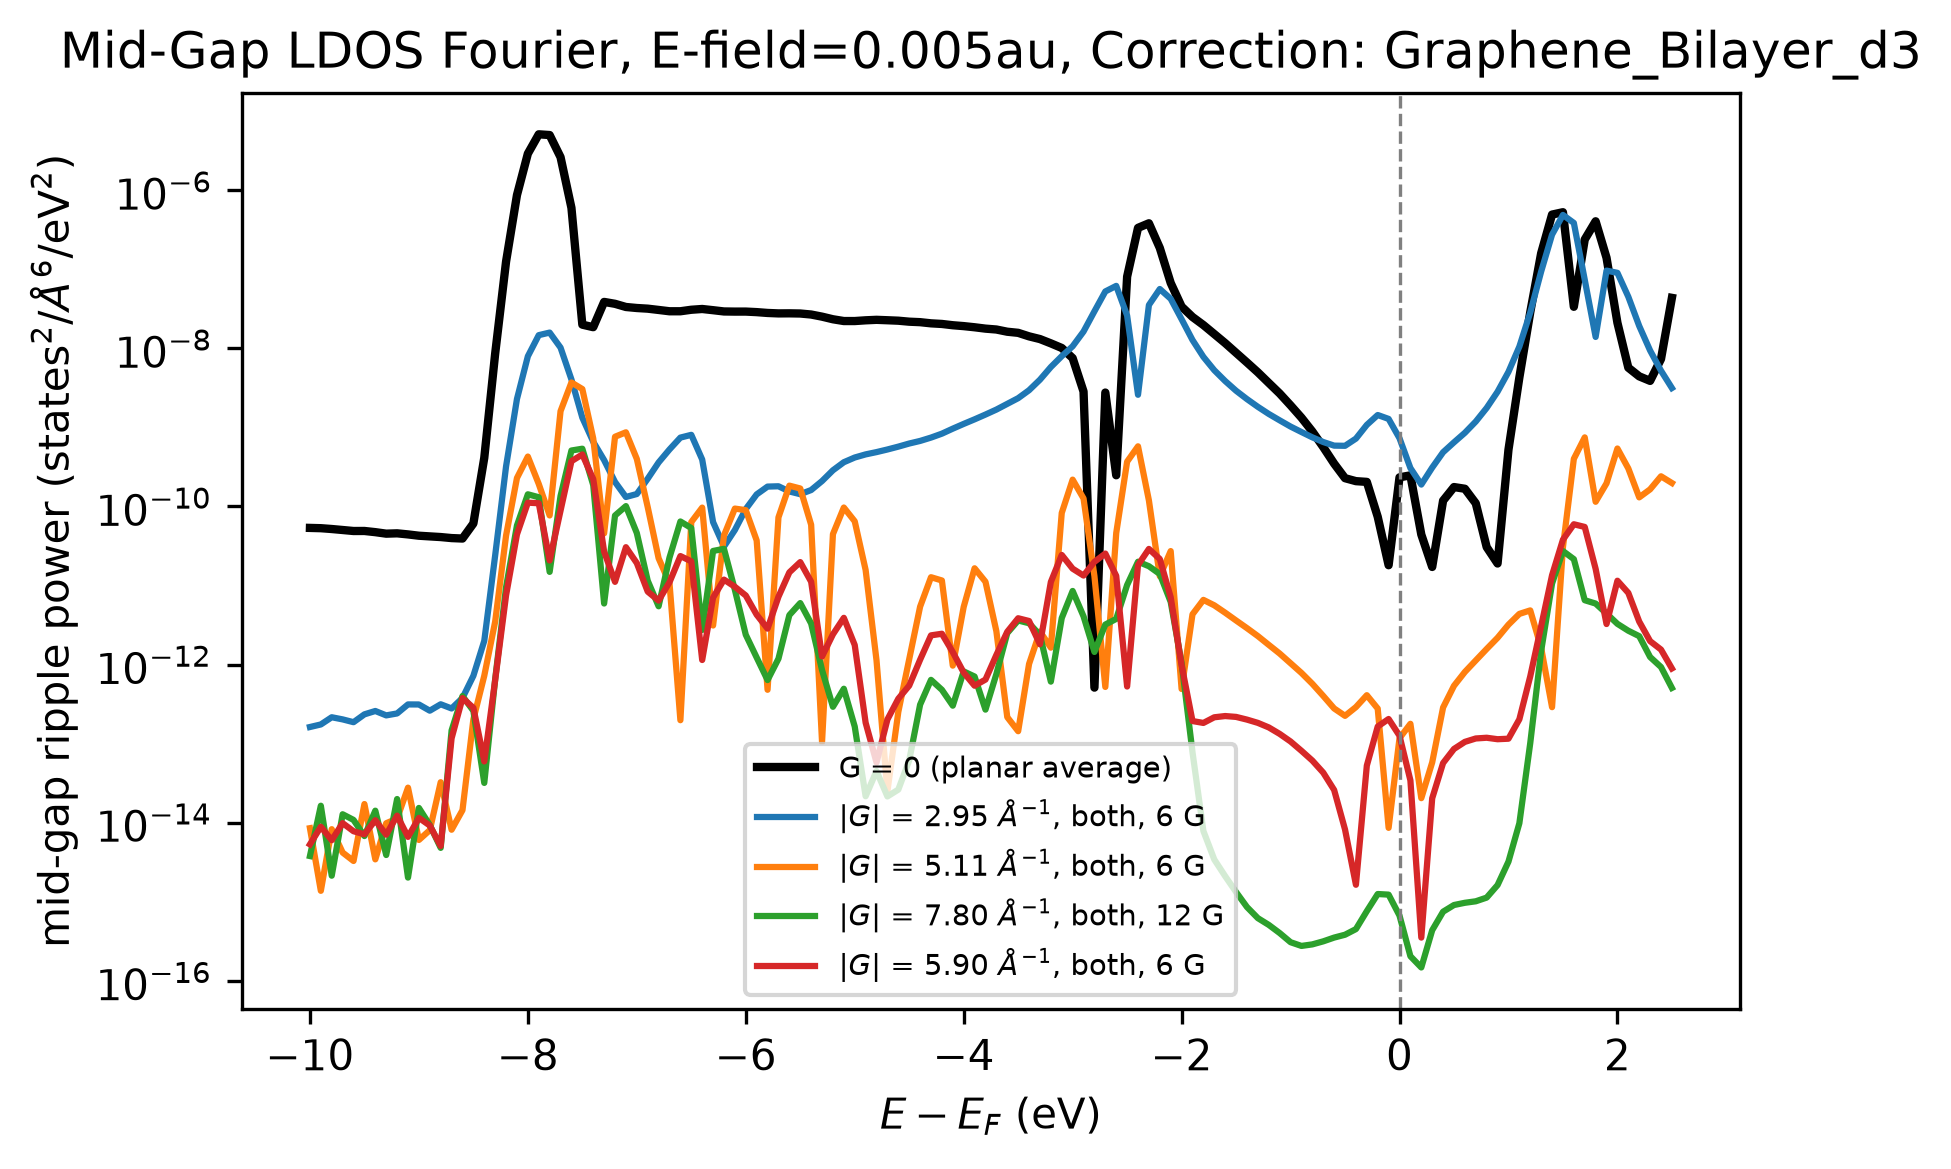 Mid-Gap LDOS Fourier, E-field=0.005au, Correction: Graphene_Bilayer_d3
mid-gap ripple power (states²/Å⁶/eV²)
10⁻⁶
10⁻⁸
10⁻¹⁰
10⁻¹²
10⁻¹⁴
10⁻¹⁶
G = 0 (planar average)
|G| = 2.95 Å⁻¹, both, 6 G
|G| = 5.11 Å⁻¹, both, 6 G
|G| = 7.80 Å⁻¹, both, 12 G
|G| = 5.90 Å⁻¹, both, 6 G
−10 −8 −6 −4 −2 0 2
E − E_F (eV)